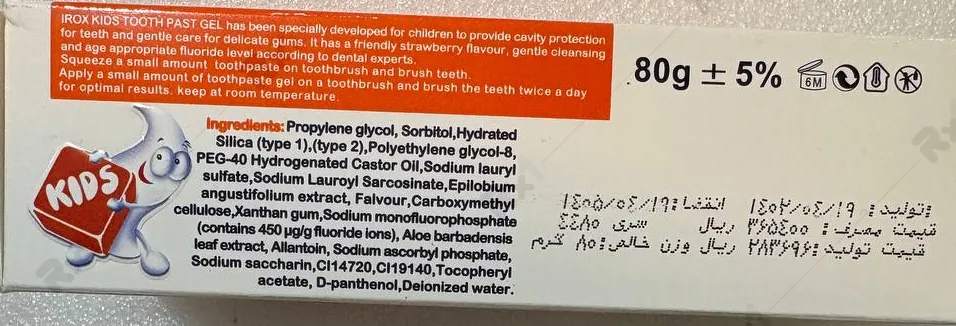 IROX KIDS TOOTH PAST GEL has been specially developed for children to provide cavity protection
for teeth and gentle care for delicate gums. It has a friendly strawberry flavour, gentle cleansing
and age appropriate fluoride level according to dental experts.
Squeeze a small amount toothpaste on toothbrush and brush teeth.
Apply a small amount of toothpaste gel on a toothbrush and brush the teeth twice a day
for optimal results. keep at room temperature.
80g ± 5%
6M
KIDS
Ingredients: Propylene glycol, Sorbitol,Hydrated
Silica (type 1),(type 2),Polyethylene glycol-8,
PEG-40 Hydrogenated Castor Oil,Sodium lauryl
sulfate,Sodium Lauroyl Sarcosinate,Epilobium
angustifolium extract, Falvour,Carboxymethyl
cellulose,Xanthan gum,Sodium monofluorophosphate
(contains 450 µg/g fluoride ions), Aloe barbadensis
leaf extract, Allantoin, Sodium ascorbyl phosphate,
Sodium saccharin,CI14720,CI19140,Tocopheryl
acetate, D-panthenol,Deionized water.
تولید: ۱۴۰۲/۰۴/۱۹ انقضا: ۱۴۰۵/۰۴/۱۹
قیمت مصرف: ۳۶۵۴۰۰ ریال سری ۴۴۸۰
قیمت تولید: ۲۸۳۶۹۶ ریال وزن خالص: ۸۰ گرم